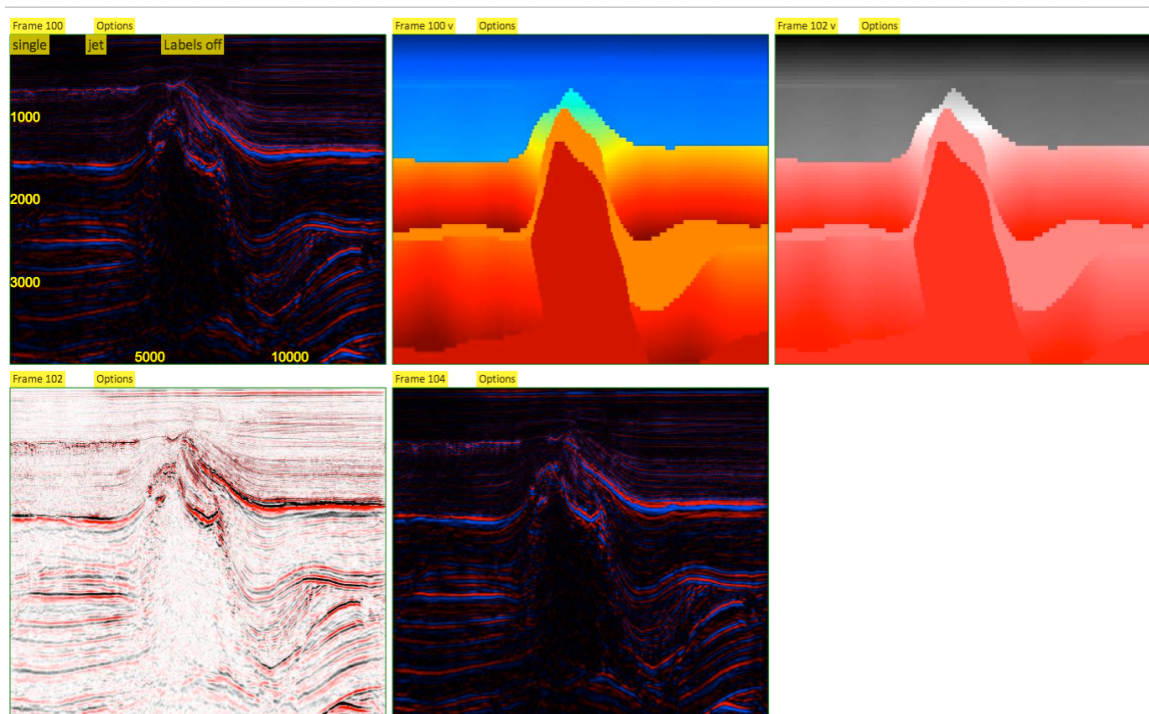 Frame 100 Options
single jet Labels off
1000
2000
3000
5000 10000
Frame 100 v Options
Frame 102 v Options
Frame 102 Options
Frame 104 Options